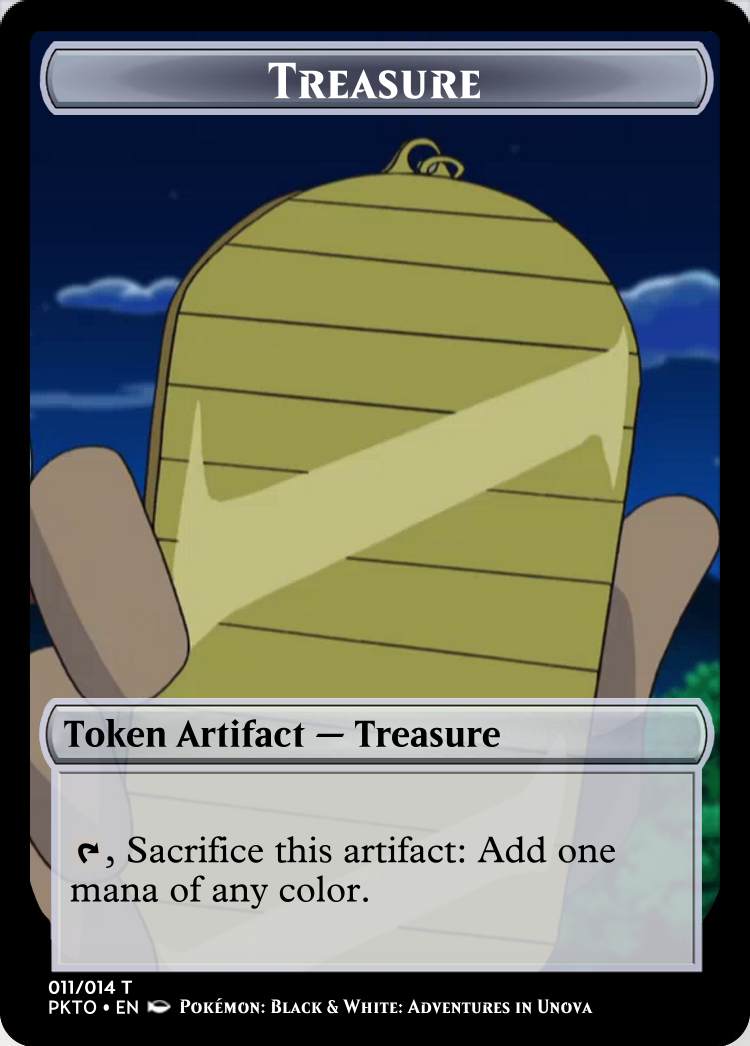 Treasure
Token Artifact — Treasure
, Sacrifice this artifact: Add one
mana of any color.
011/014 T
PKTO • EN Pokémon: Black & White: Adventures in Unova